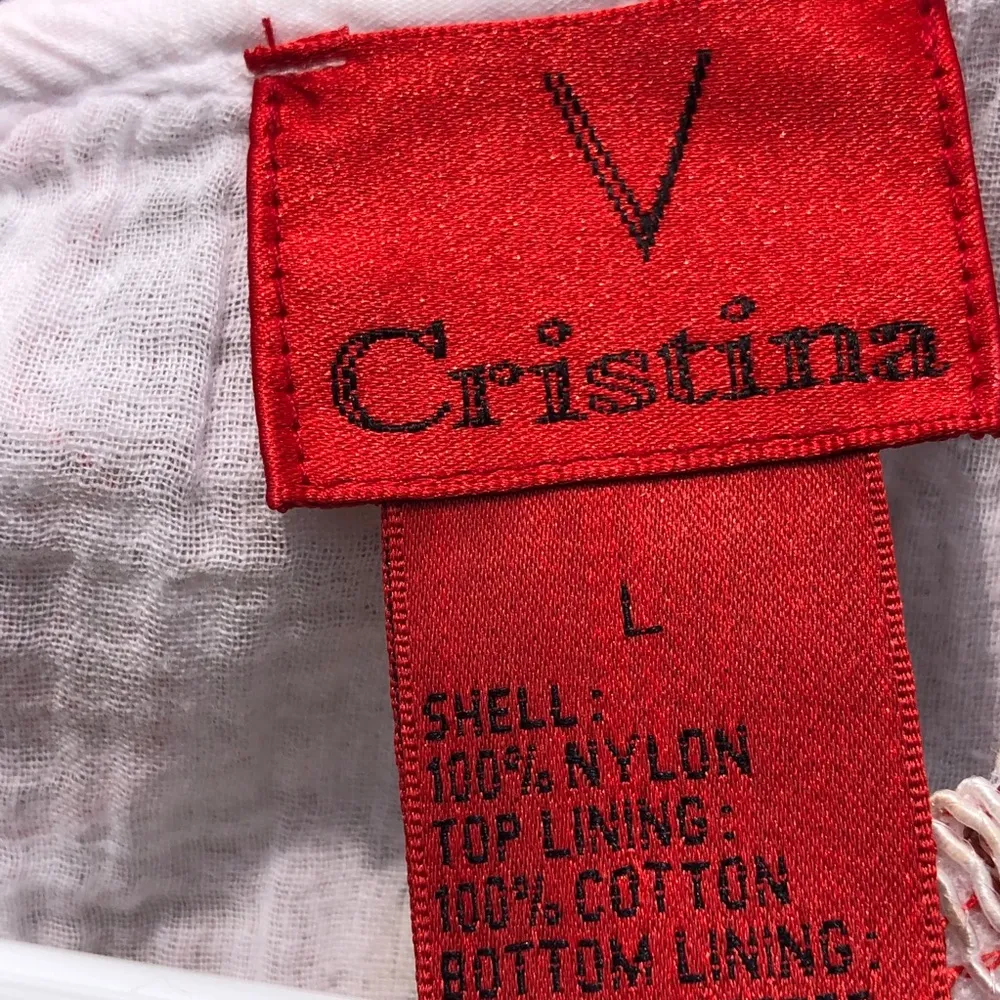 V
Cristina
L
SHELL:
100% NYLON
TOP LINING:
100% COTTON
BOTTOM LINING: